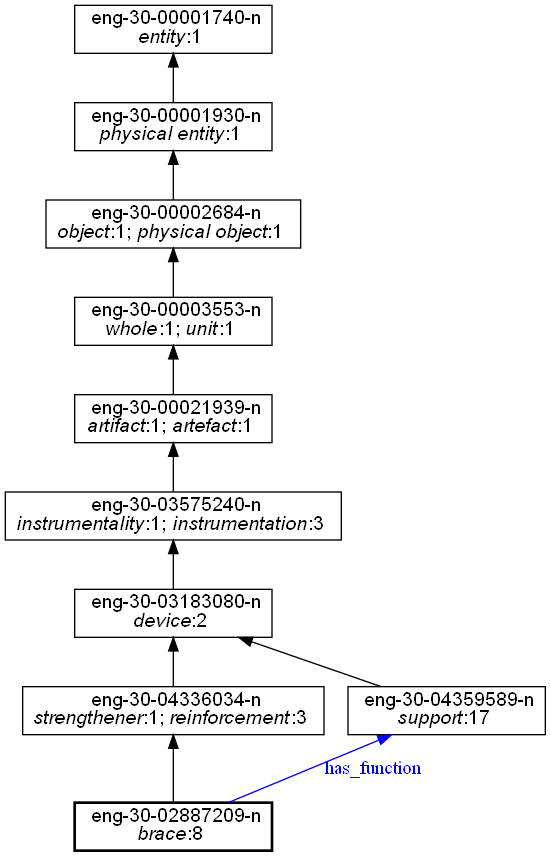 eng-30-00001740-n
entity:1
eng-30-00001930-n
physical entity:1
eng-30-00002684-n
object:1; physical object:1
eng-30-00003553-n
whole:1; unit:1
eng-30-00021939-n
artifact:1; artefact:1
eng-30-03575240-n
instrumentality:1; instrumentation:3
eng-30-03183080-n
device:2
eng-30-04336034-n
strengthener:1; reinforcement:3
eng-30-04359589-n
support:17
has_function
eng-30-02887209-n
brace:8